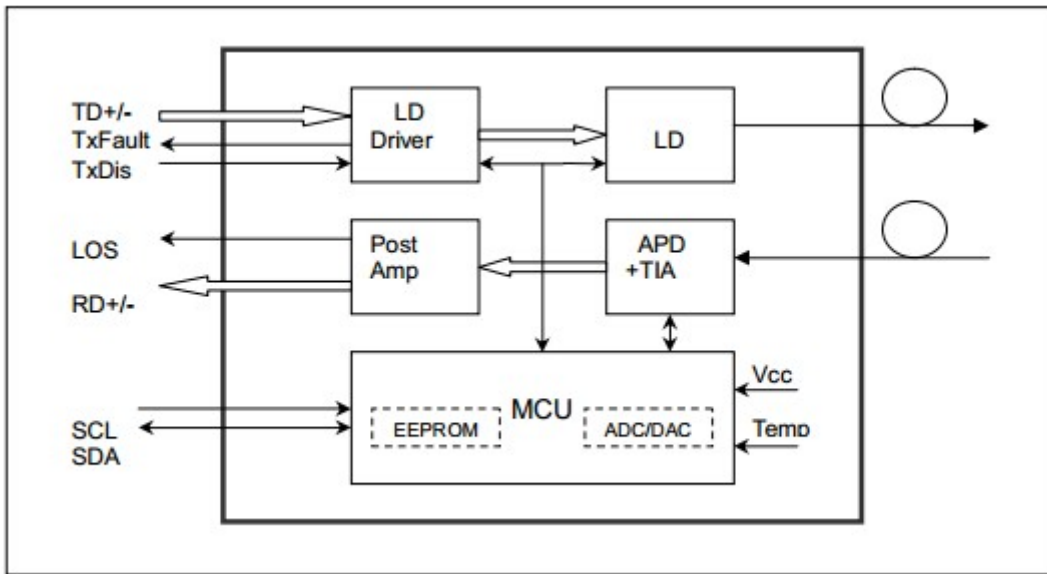 TD+/-
TxFault
TxDis
LD
Driver
LD
LOS
RD+/-
Post
Amp
APD
+TIA
SCL
SDA
MCU
EEPROM
ADC/DAC
Vcc
Temp